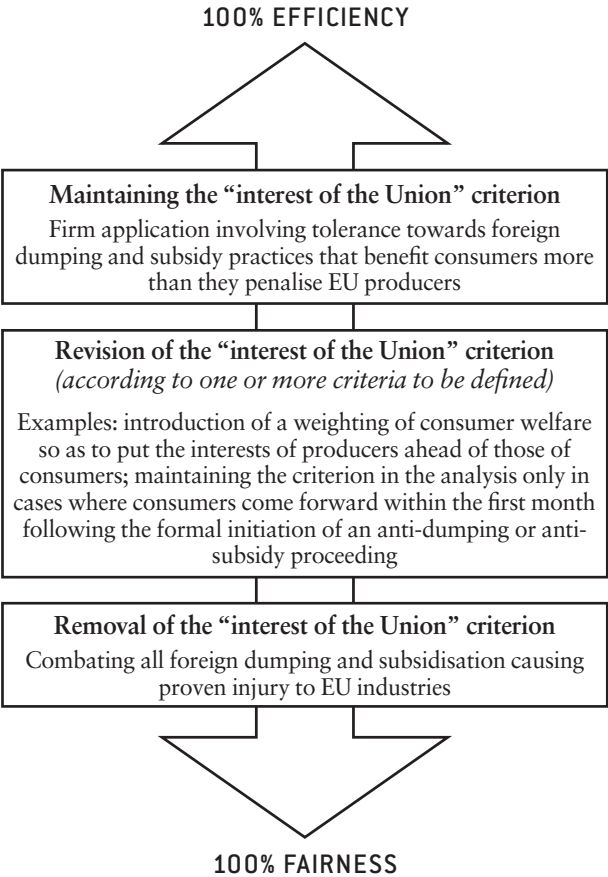 100% EFFICIENCY
Maintaining the “interest of the Union” criterion
Firm application involving tolerance towards foreign
dumping and subsidy practices that benefit consumers more
than they penalise EU producers
Revision of the “interest of the Union” criterion
(according to one or more criteria to be defined)
Examples: introduction of a weighting of consumer welfare
so as to put the interests of producers ahead of those of
consumers; maintaining the criterion in the analysis only in
cases where consumers come forward within the first month
following the formal initiation of an anti-dumping or anti-
subsidy proceeding
Removal of the “interest of the Union” criterion
Combating all foreign dumping and subsidisation causing
proven injury to EU industries
100% FAIRNESS